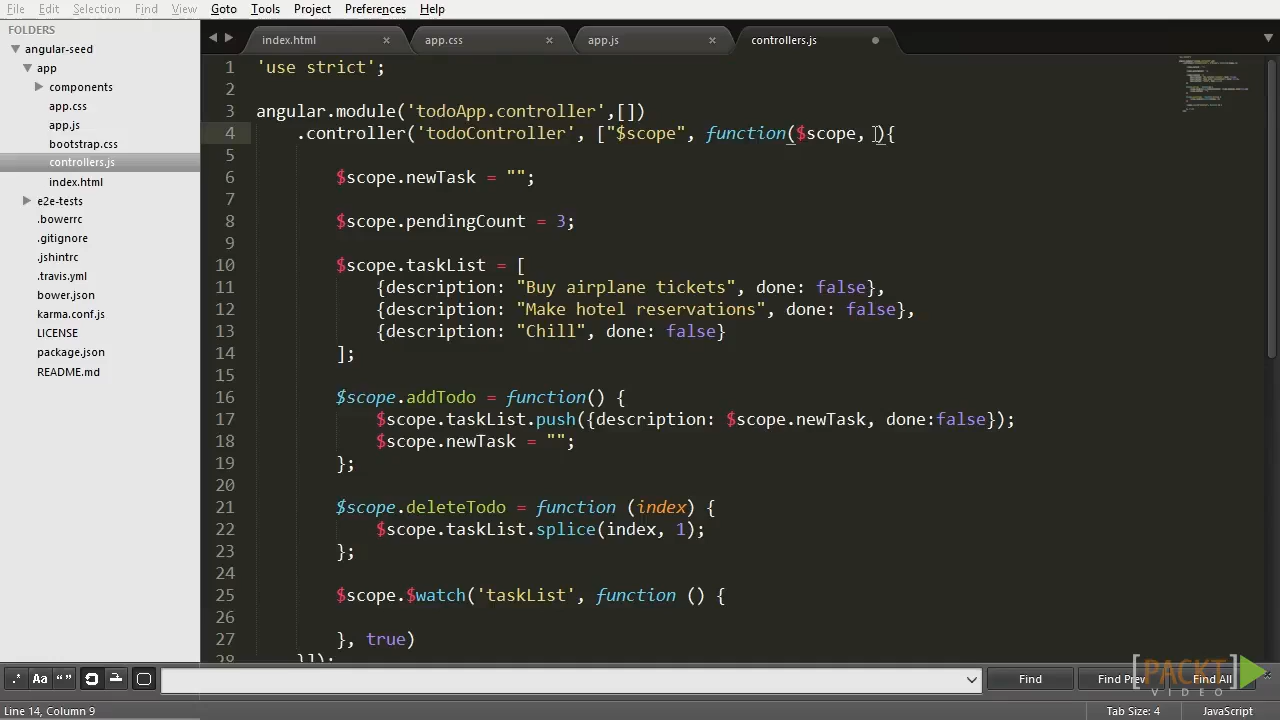 File Edit Selection Find View Goto Tools Project Preferences Help
FOLDERS
angular-seed
app
components
app.css
app.js
bootstrap.css
controllers.js
index.html
e2e-tests
.bowerrc
.gitignore
.jshintrc
.travis.yml
bower.json
karma.conf.js
LICENSE
package.json
README.md
index.html × app.css × app.js × controllers.js
1 'use strict';
2
3 angular.module('todoApp.controller',[])
4 .controller('todoController', ["$scope", function($scope, ){
5
6 $scope.newTask = "";
7
8 $scope.pendingCount = 3;
9
10 $scope.taskList = [
11 {description: "Buy airplane tickets", done: false},
12 {description: "Make hotel reservations", done: false},
13 {description: "Chill", done: false}
14 ];
15
16 $scope.addTodo = function() {
17 $scope.taskList.push({description: $scope.newTask, done:false});
18 $scope.newTask = "";
19 };
20
21 $scope.deleteTodo = function (index) {
22 $scope.taskList.splice(index, 1);
23 };
24
25 $scope.$watch('taskList', function () {
26
27 }, true)
28 }]);
.* Aa “ ” Find Find Prev Find All
[PACKT]
VIDEO
Line 14, Column 9 Tab Size: 4 JavaScript